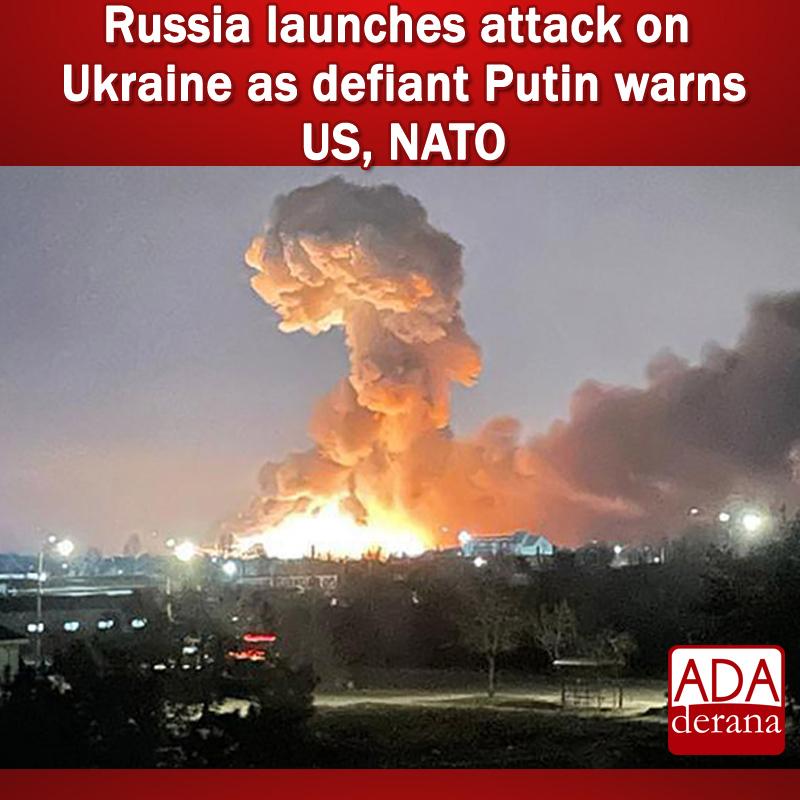 Russia launches attack on
Ukraine as defiant Putin warns
US, NATO
ADA
derana